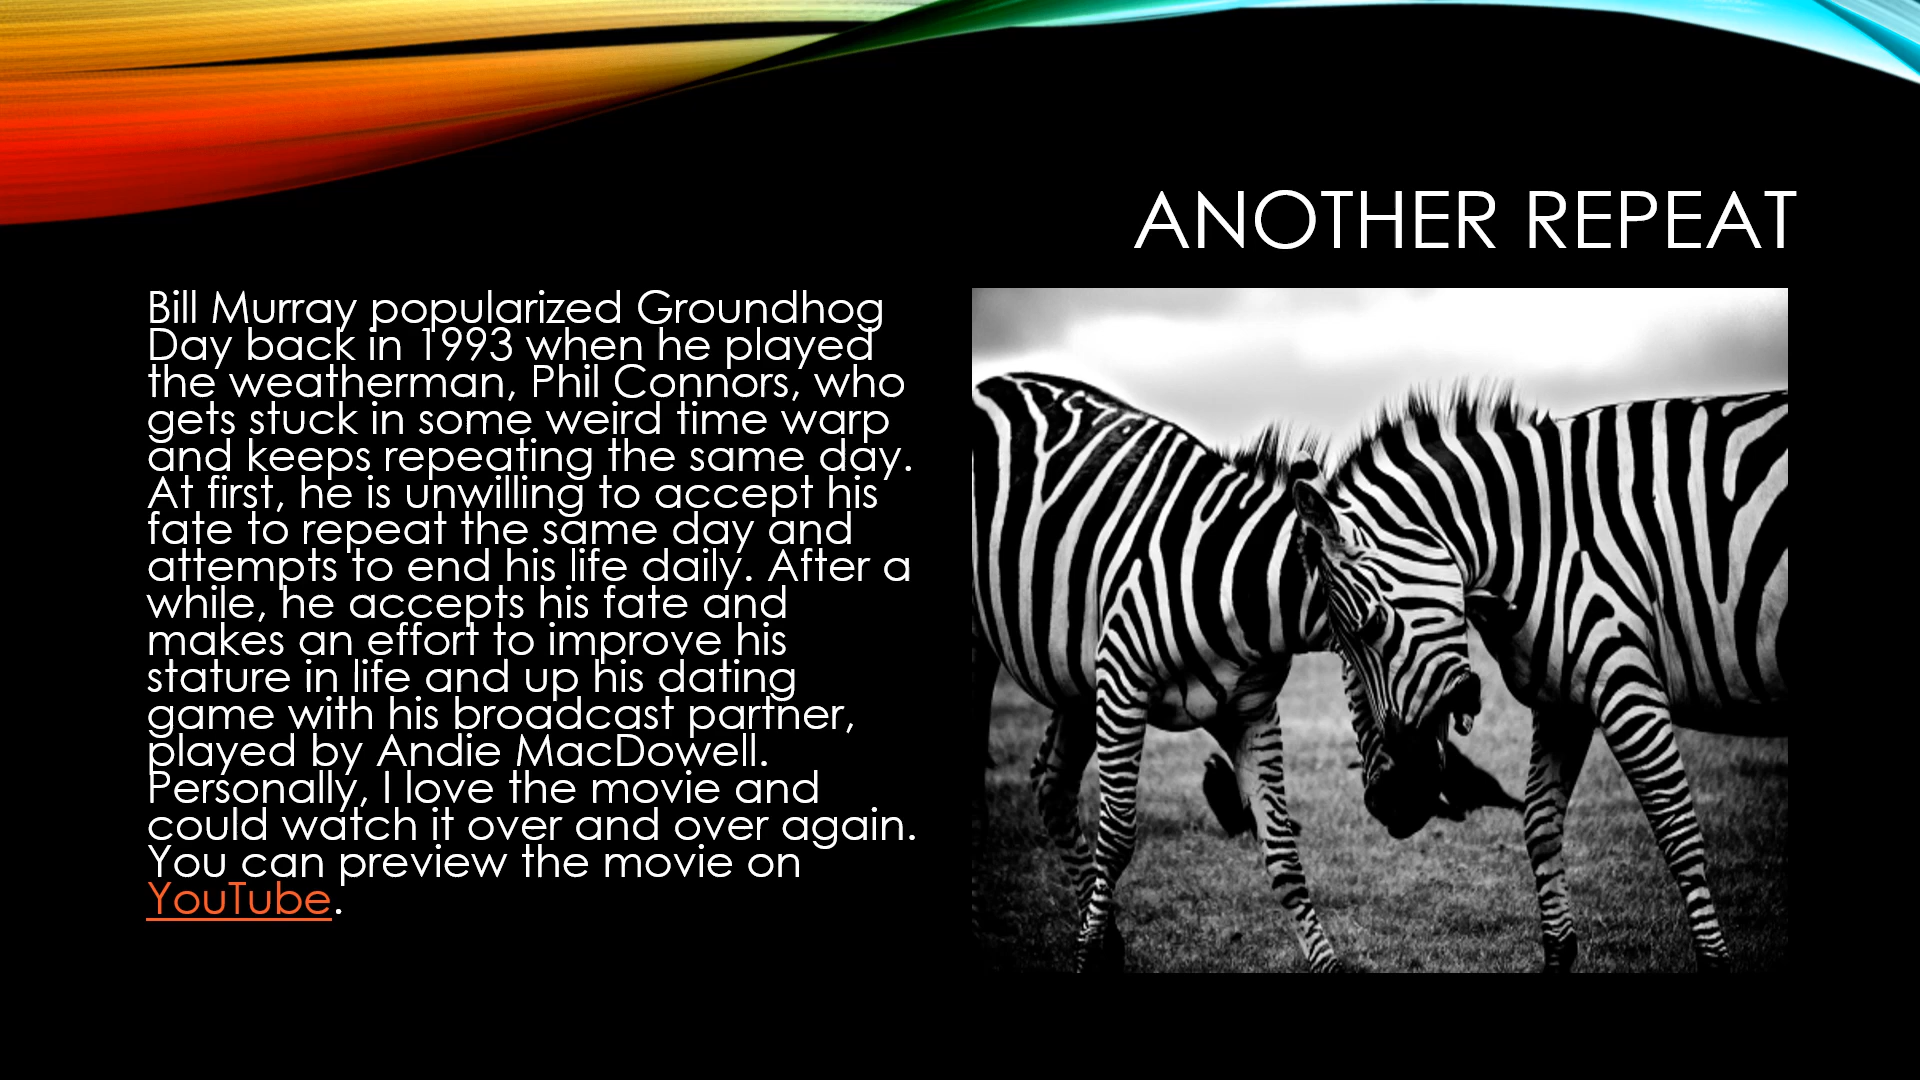 ANOTHER REPEAT
Bill Murray popularized Groundhog
Day back in 1993 when he played
the weatherman, Phil Connors, who
gets stuck in some weird time warp
and keeps repeating the same day.
At first, he is unwilling to accept his
fate to repeat the same day and
attempts to end his life daily. After a
while, he accepts his fate and
makes an effort to improve his
stature in life and up his dating
game with his broadcast partner,
played by Andie MacDowell.
Personally, I love the movie and
could watch it over and over again.
You can preview the movie on
YouTube.